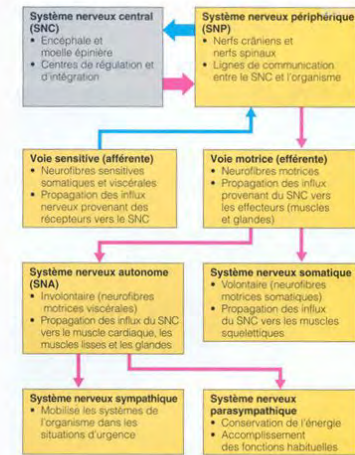 Système nerveux central
(SNC)
• Encéphale et
moelle épinière
• Centres de régulation et
d'intégration
Système nerveux périphérique
(SNP)
• Nerfs crâniens et
nerfs spinaux
• Lignes de communication
entre le SNC et l'organisme
Voie sensitive (afférente)
• Neurofibres sensitives
somatiques et viscérales
• Propagation des influx
nerveux provenant des
récepteurs vers le SNC
Voie motrice (efférente)
• Neurofibres motrices
• Propagation des influx
provenant du SNC vers
les effecteurs (muscles
et glandes)
Système nerveux autonome
(SNA)
• Involontaire (neurofibres
motrices viscérales)
• Propagation des influx du SNC
vers le muscle cardiaque, les
muscles lisses et les glandes
Système nerveux somatique
• Volontaire (neurofibres
motrices somatiques)
• Propagation des influx
du SNC vers les muscles
squelettiques
Système nerveux sympathique
• Mobilise les systèmes de
l'organisme dans les
situations d'urgence
Système nerveux
parasympathique
• Conservation de l'énergie
• Accomplissement
des fonctions habituelles